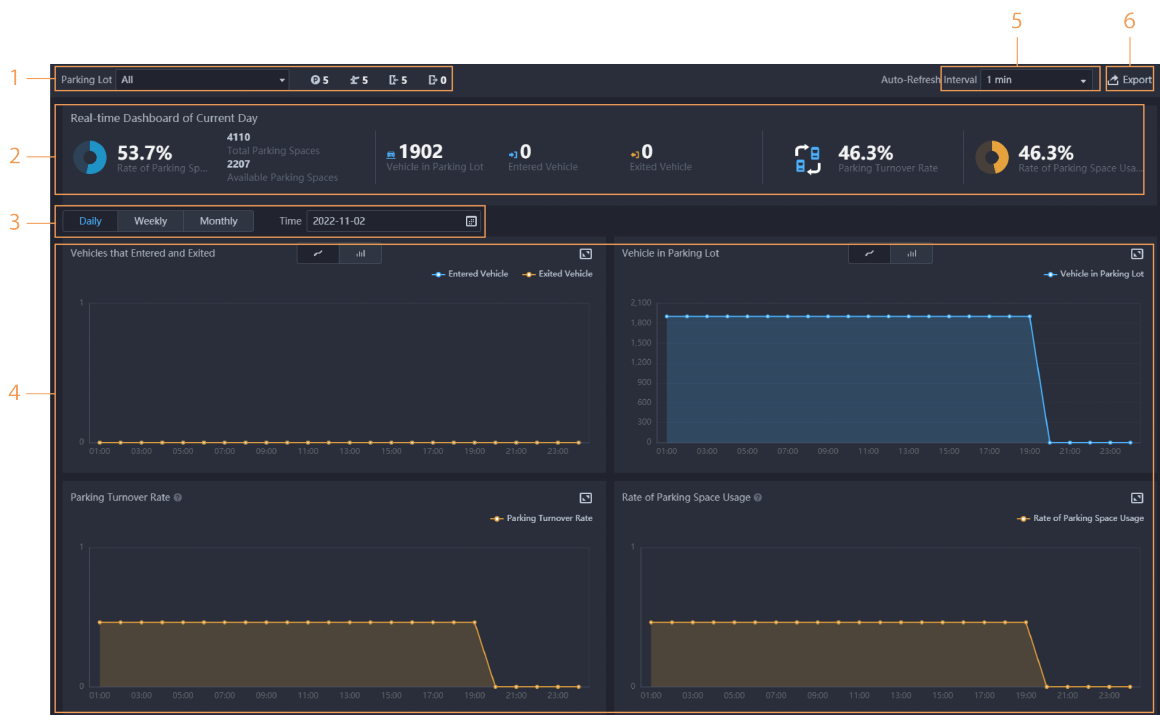 5 6
1 Parking Lot All 5 5 5 0 Auto-Refresh Interval 1 min Export
Real-time Dashboard of Current Day
2 53.7% Rate of Parking Sp...
4110
Total Parking Spaces
2207
Available Parking Spaces
1902
Vehicle in Parking Lot
0
Entered Vehicle
0
Exited Vehicle
46.3%
Parking Turnover Rate
46.3%
Rate of Parking Space Usa...
3 Daily Weekly Monthly Time 2022-11-02
4
Vehicles that Entered and Exited
Entered Vehicle Exited Vehicle
1
0
01:00 03:00 05:00 07:00 09:00 11:00 13:00 15:00 17:00 19:00 21:00 23:00
Vehicle in Parking Lot
Vehicle in Parking Lot
2,100
1,800
1,500
1,200
900
600
300
0
01:00 03:00 05:00 07:00 09:00 11:00 13:00 15:00 17:00 19:00 21:00 23:00
Parking Turnover Rate
Parking Turnover Rate
1
0
01:00 03:00 05:00 07:00 09:00 11:00 13:00 15:00 17:00 19:00 21:00 23:00
Rate of Parking Space Usage
Rate of Parking Space Usage
1
0
01:00 03:00 05:00 07:00 09:00 11:00 13:00 15:00 17:00 19:00 21:00 23:00